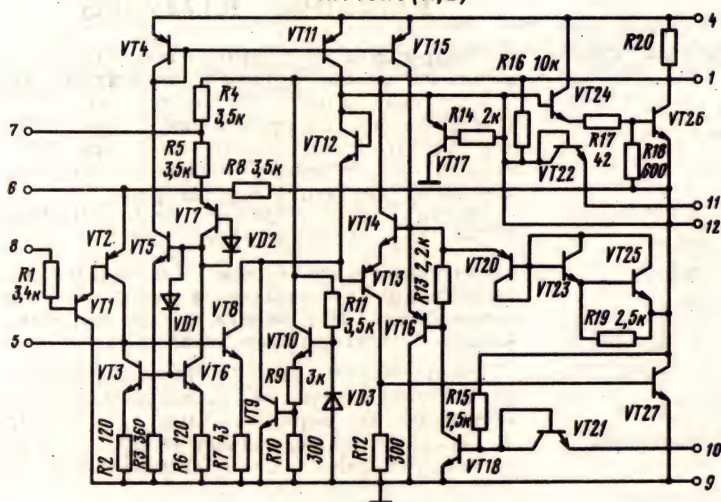 VT4
VT11
VT15
4
R20
R16 10к
1
R4
3,5к
VT24
VT26
7
R14 2к
R17
42
R18
600
R5
3,5к
VT12
VT17
VT22
R8 3,5к
6
11
12
VT2
VT7
VT14
8
VT5
VD2
VT20
VT25
R1
3,4к
VT13
R13 2,2к
VT23
VT1
VD1
VT8
R11
3,5к
VT16
R19 2,5к
5
VT10
VT3
VT6
R9
3к
R15
7,5к
VT27
VT9
VD3
VT21
R2 120
R3 360
R6 120
R7 43
R10
300
R12
300
VT18
10
9